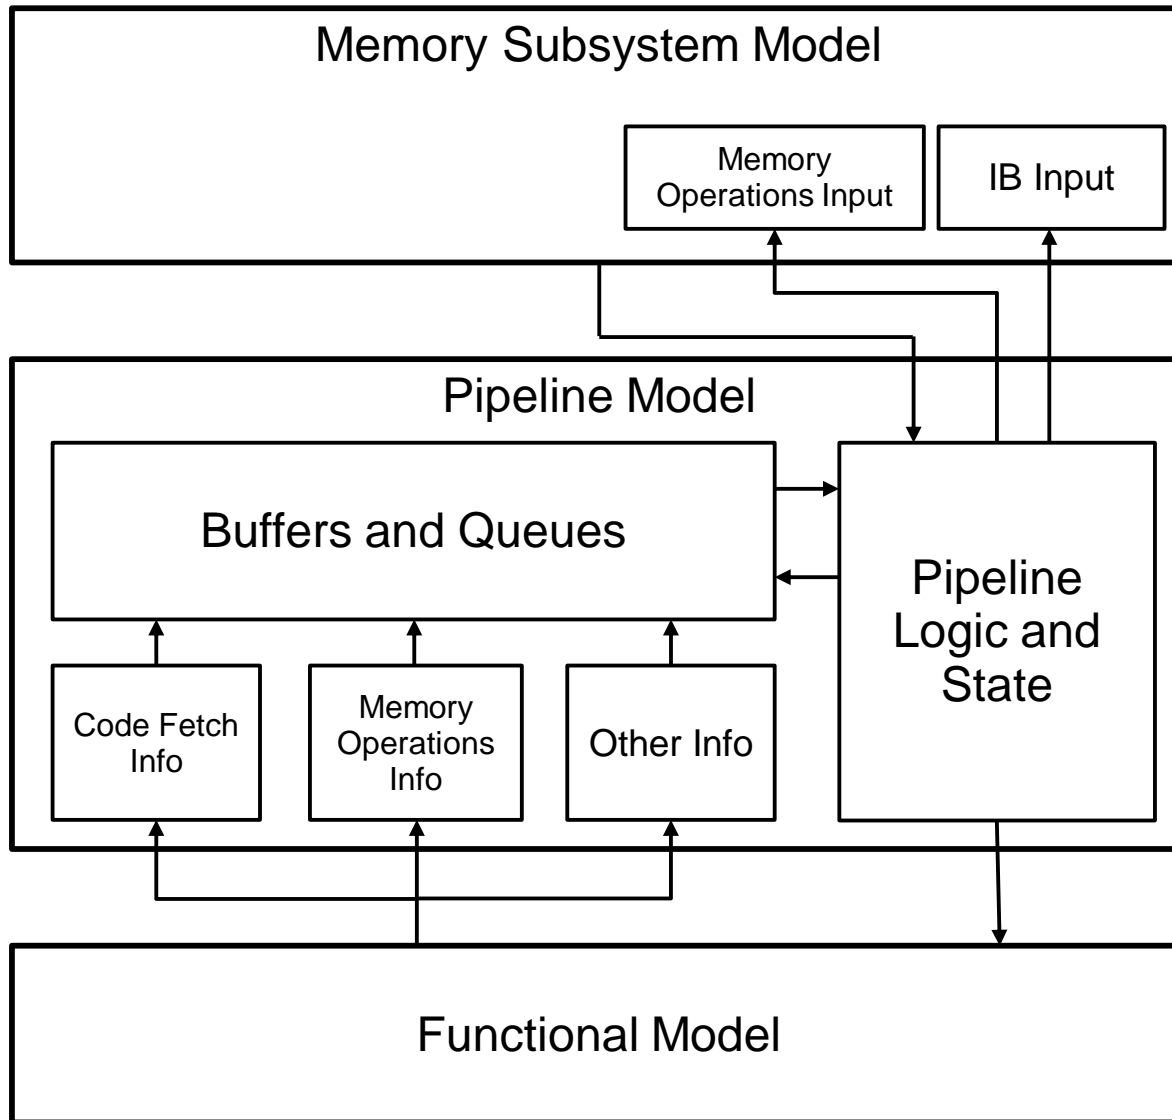 Memory Subsystem Model
Memory
Operations Input
IB Input
Pipeline Model
Buffers and Queues
Pipeline
Logic and
State
Code Fetch
Info
Memory
Operations
Info
Other Info
Functional Model